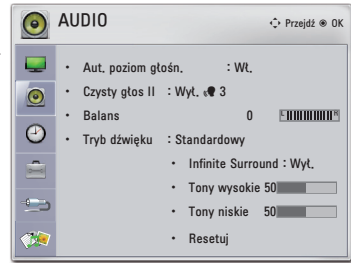 AUDIO
Przejdź OK
• Aut. poziom głośn. : Wł.
• Czysty głos II : Wył. 3
• Balans 0 L R
• Tryb dźwięku : Standardowy
• Infinite Surround : Wył.
• Tony wysokie 50
• Tony niskie 50
• Resetuj